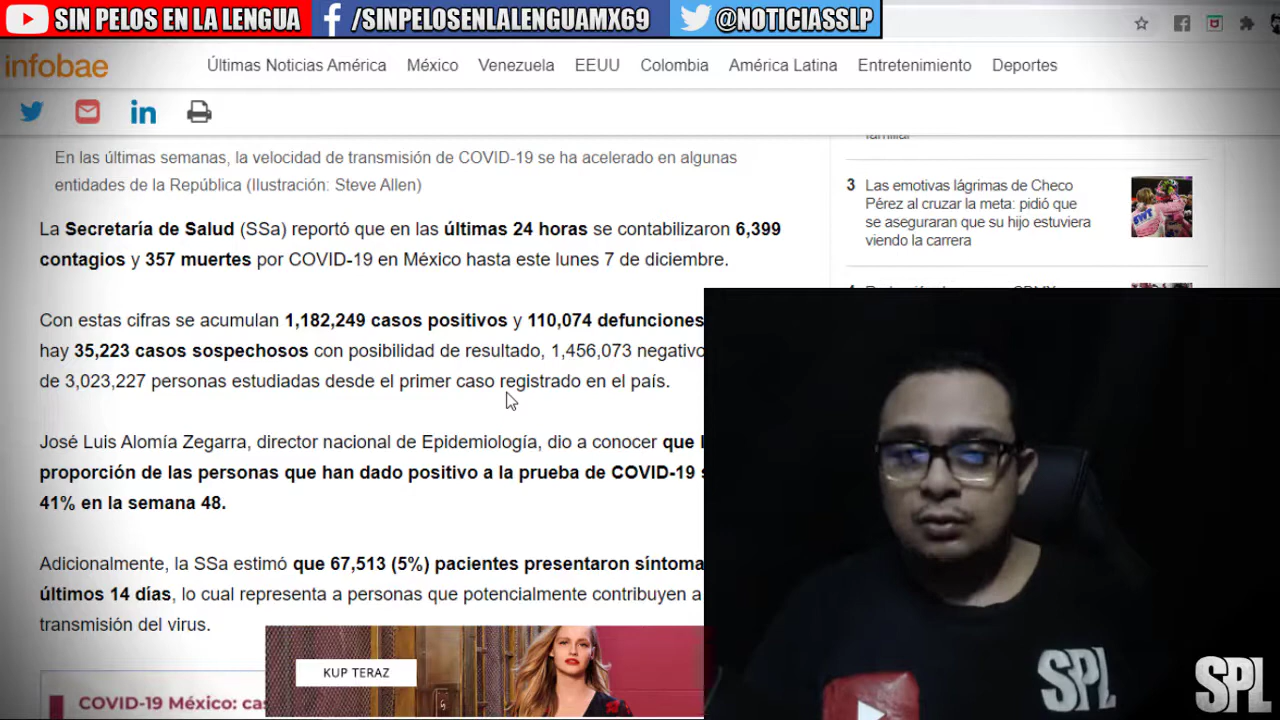 SIN PELOS EN LA LENGUA /SINPELOSENLALENGUAMX69 @NOTICIASSLP
infobae Últimas Noticias América México Venezuela EEUU Colombia América Latina Entretenimiento Deportes
En las últimas semanas, la velocidad de transmisión de COVID-19 se ha acelerado en algunas
entidades de la República (Ilustración: Steve Allen)
La Secretaría de Salud (SSa) reportó que en las últimas 24 horas se contabilizaron 6,399
contagios y 357 muertes por COVID-19 en México hasta este lunes 7 de diciembre.
Con estas cifras se acumulan 1,182,249 casos positivos y 110,074 defunciones
hay 35,223 casos sospechosos con posibilidad de resultado, 1,456,073 negativo
de 3,023,227 personas estudiadas desde el primer caso registrado en el país.
José Luis Alomía Zegarra, director nacional de Epidemiología, dio a conocer que
proporción de las personas que han dado positivo a la prueba de COVID-19
41% en la semana 48.
Adicionalmente, la SSa estimó que 67,513 (5%) pacientes presentaron síntoma
últimos 14 días, lo cual representa a personas que potencialmente contribuyen a
transmisión del virus.
KUP TERAZ
COVID-19 México:
familiar
3 Las emotivas lágrimas de Checo
Pérez al cruzar la meta: pidió que
se aseguraran que su hijo estuviera
viendo la carrera
SPL
SPL